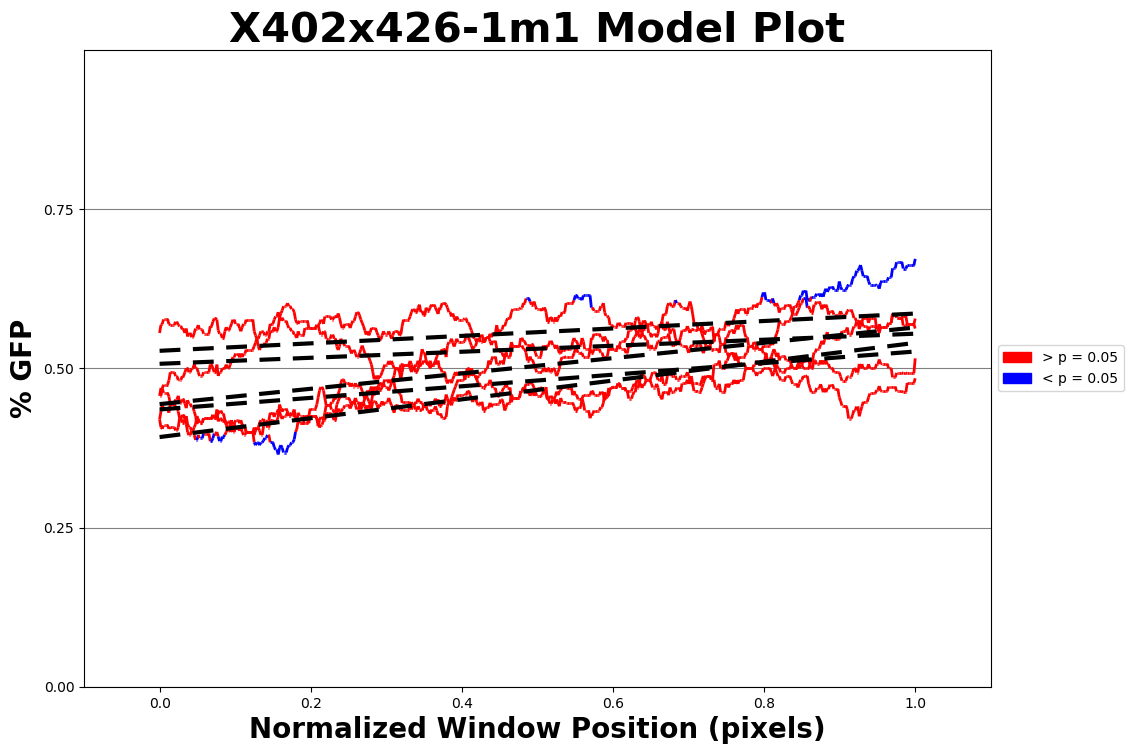 X402x426-1m1 Model Plot
% GFP
0.75
0.50
0.25
0.00
0.0 0.2 0.4 0.6 0.8 1.0
Normalized Window Position (pixels)
> p = 0.05
< p = 0.05